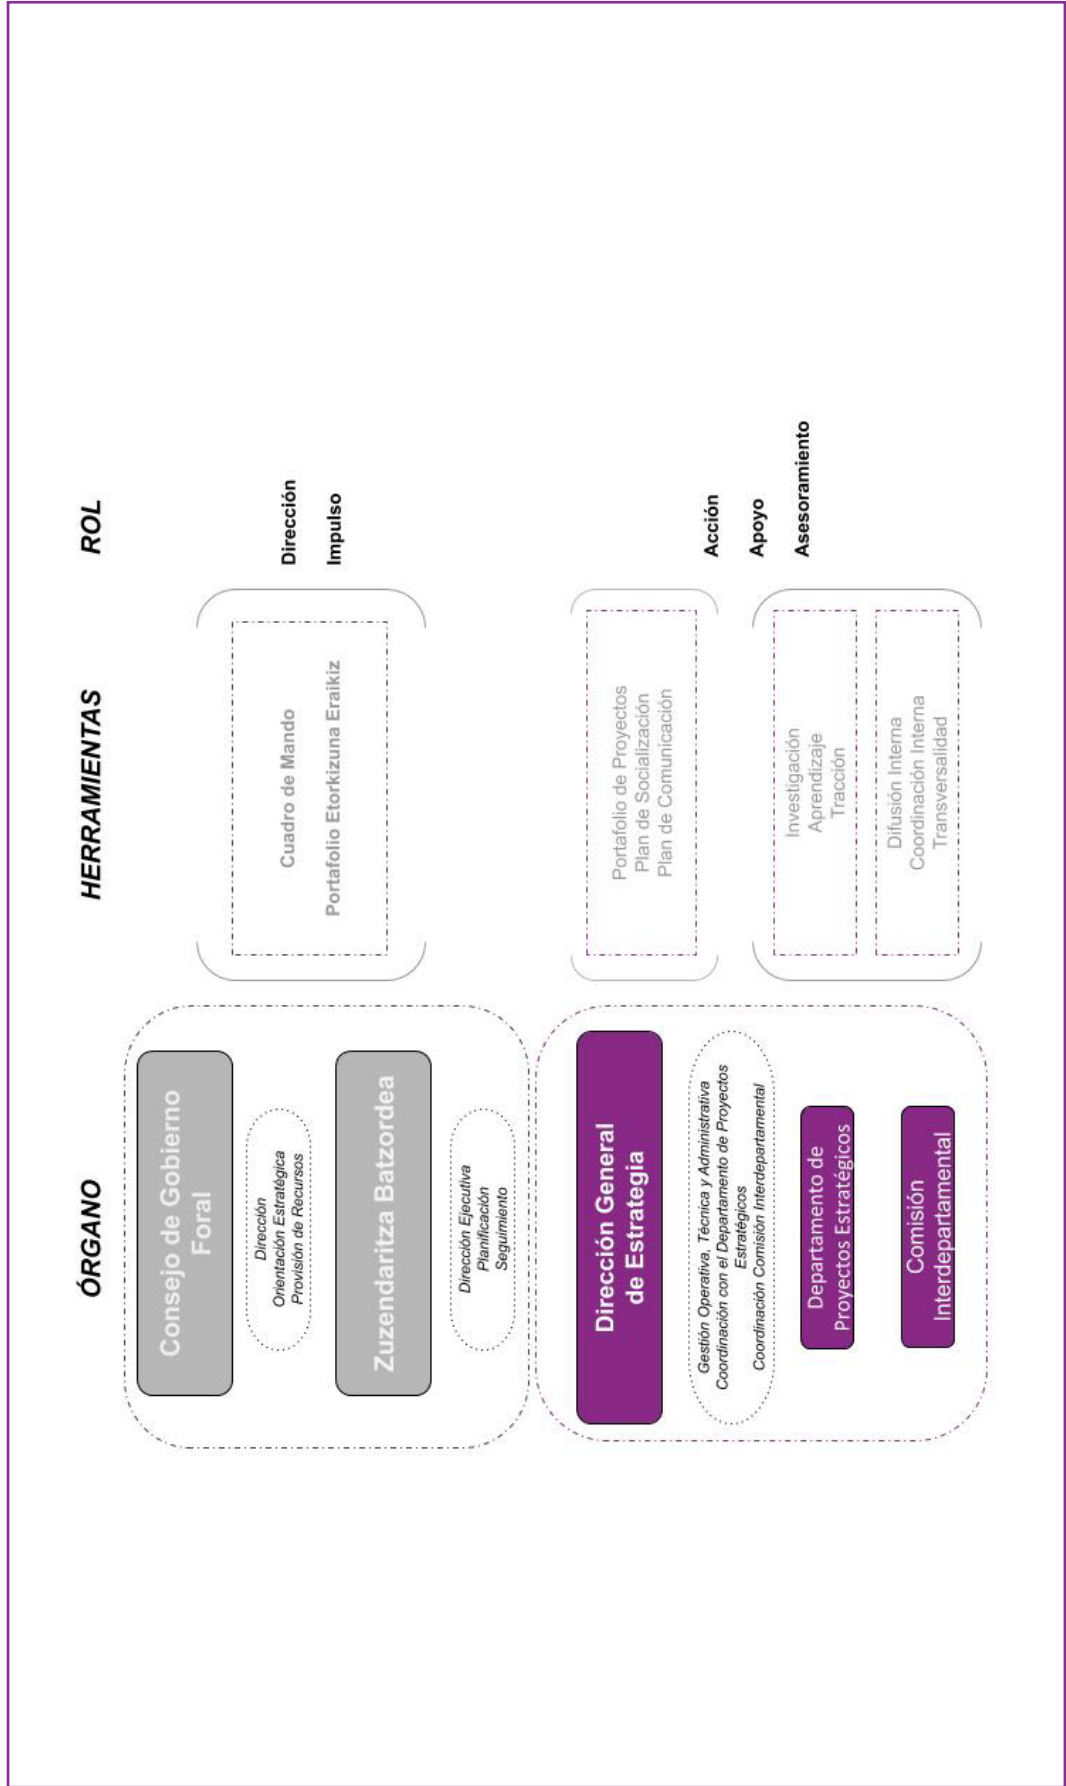 ÓRGANO
HERRAMIENTAS
ROL
Consejo de Gobierno
Foral
Dirección
Orientación Estratégica
Provisión de Recursos
Zuzendaritza Batzordea
Dirección Ejecutiva
Planificación
Seguimiento
Cuadro de Mando
Portafolio Etorkizuna Eraikiz
Dirección
Impulso
Dirección General
de Estrategia
Gestión Operativa, Técnica y Administrativa
Coordinación con el Departamento de Proyectos
Estratégicos
Coordinación Comisión Interdepartamental
Departamento de
Proyectos Estratégicos
Comisión
Interdepartamental
Portafolio de Proyectos
Plan de Socialización
Plan de Comunicación
Investigación
Aprendizaje
Tracción
Difusión Interna
Coordinación Interna
Transversalidad
Acción
Apoyo
Asesoramiento